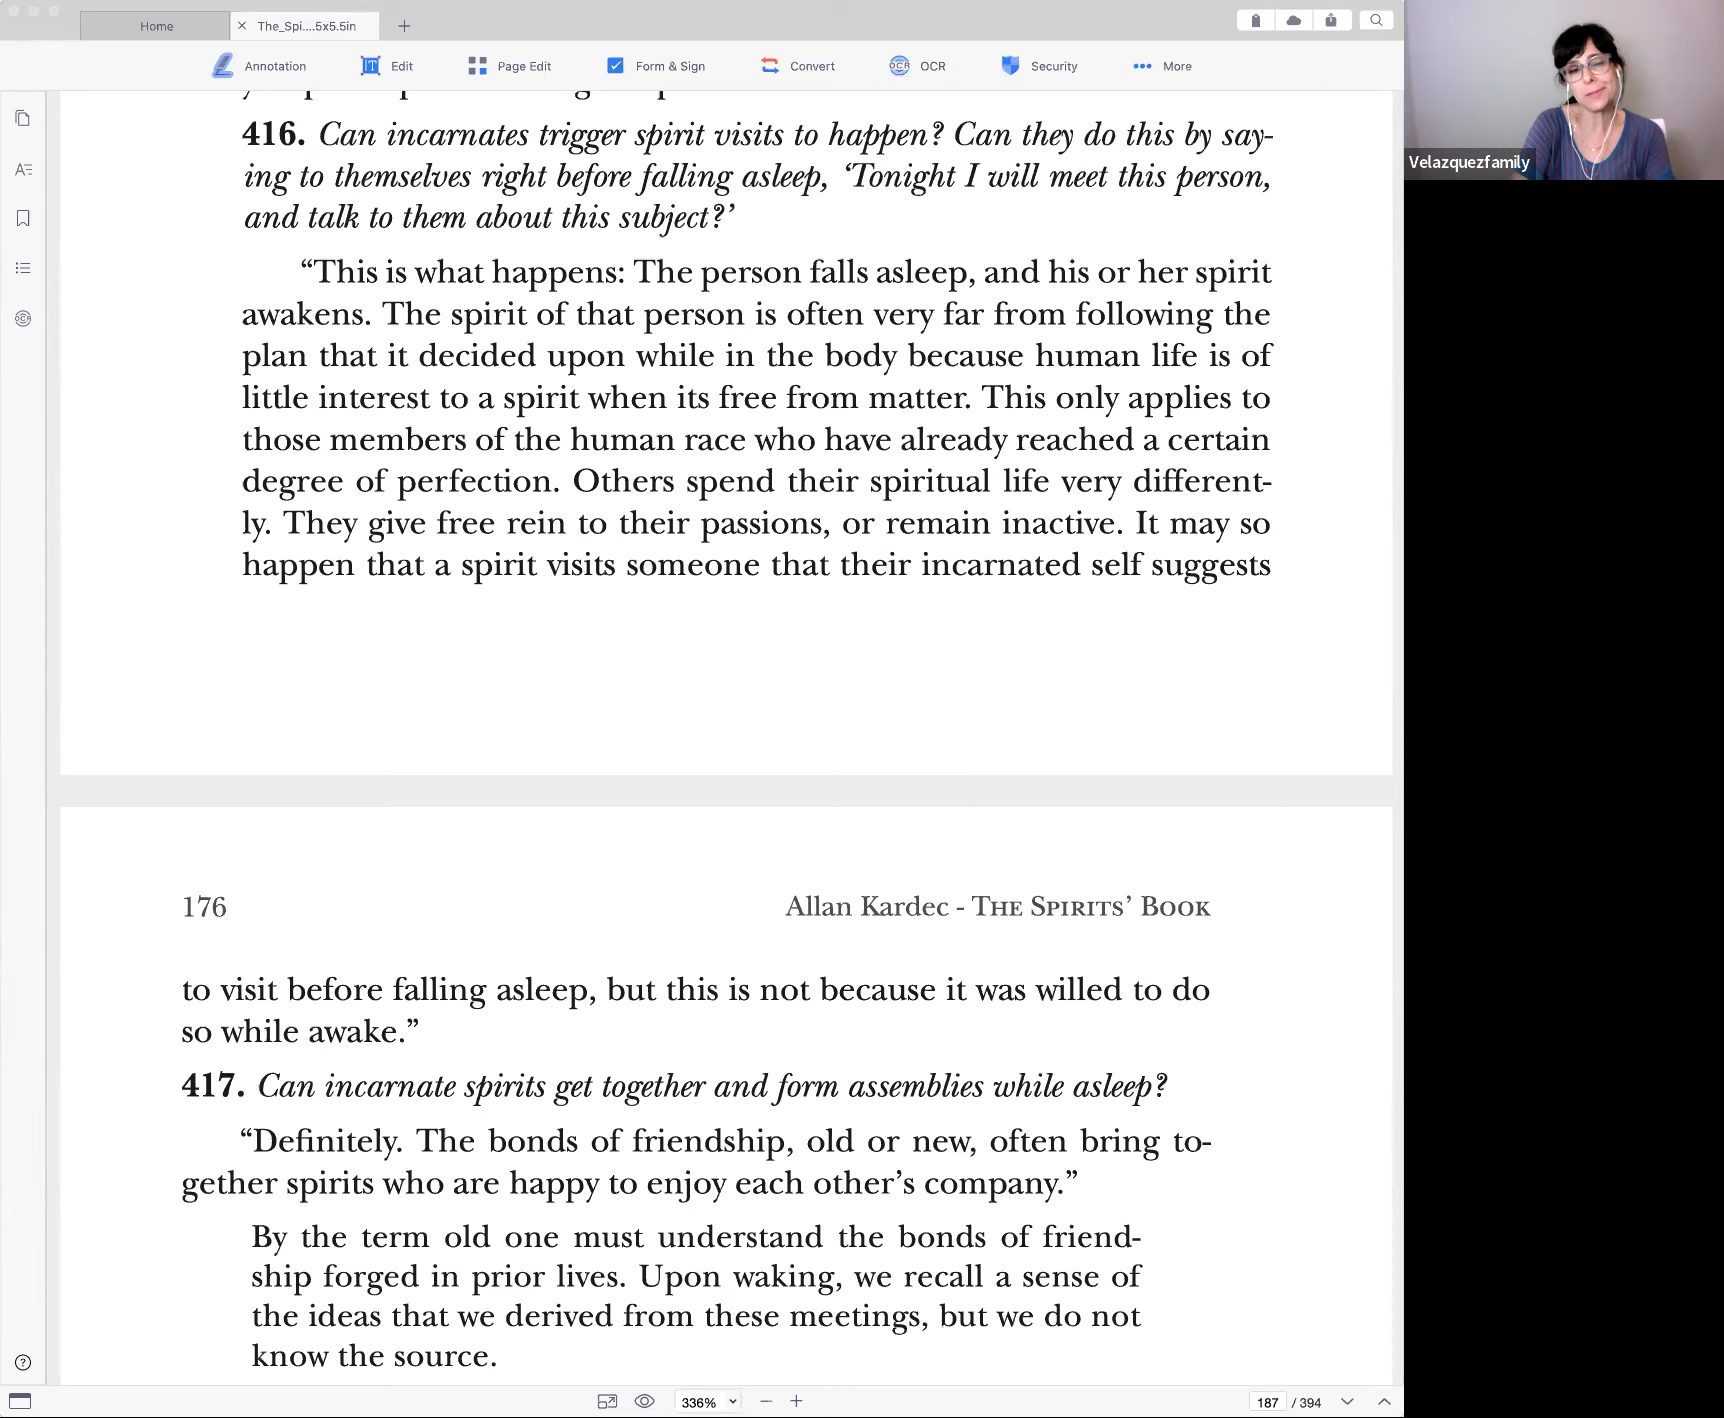 Home
The_Spi....5x5.5in
Annotation
Edit
Page Edit
Form & Sign
Convert
OCR
OCR
Security
More
Velazquezfamily
416. Can incarnates trigger spirit visits to happen? Can they do this by say-
ing to themselves right before falling asleep, ‘Tonight I will meet this person,
and talk to them about this subject?’
“This is what happens: The person falls asleep, and his or her spirit
awakens. The spirit of that person is often very far from following the
plan that it decided upon while in the body because human life is of
little interest to a spirit when its free from matter. This only applies to
those members of the human race who have already reached a certain
degree of perfection. Others spend their spiritual life very different-
ly. They give free rein to their passions, or remain inactive. It may so
happen that a spirit visits someone that their incarnated self suggests
176
Allan Kardec - The Spirits’ Book
to visit before falling asleep, but this is not because it was willed to do
so while awake.”
417. Can incarnate spirits get together and form assemblies while asleep?
“Definitely. The bonds of friendship, old or new, often bring to-
gether spirits who are happy to enjoy each other’s company.”
By the term old one must understand the bonds of friend-
ship forged in prior lives. Upon waking, we recall a sense of
the ideas that we derived from these meetings, but we do not
know the source.
336%
187 / 394